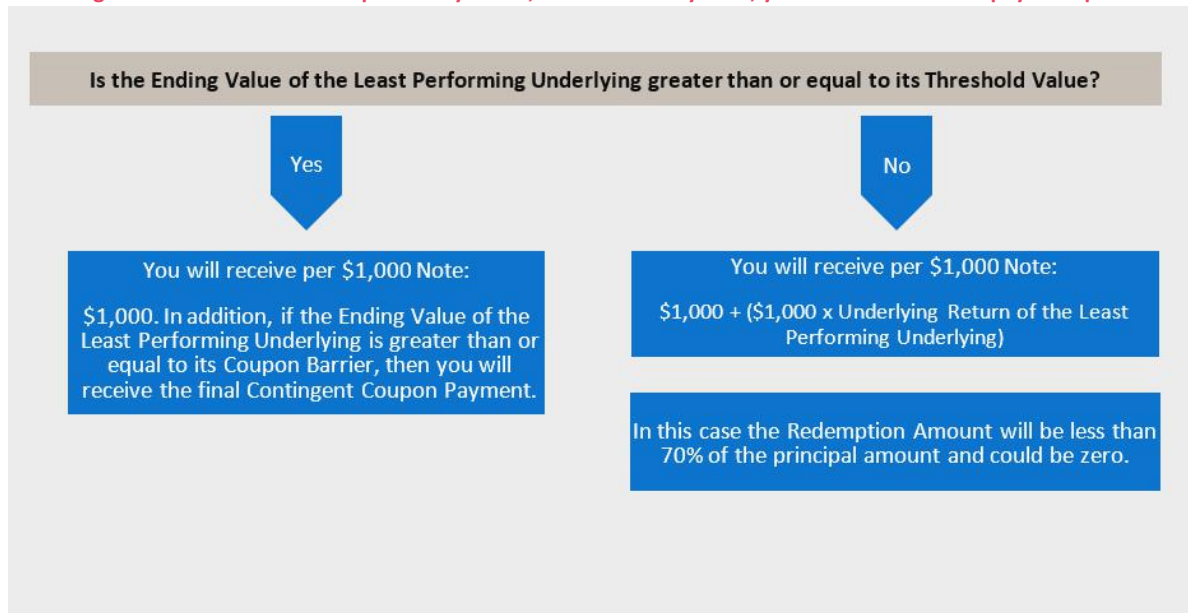 Is the Ending Value of the Least Performing Underlying greater than or equal to its Threshold Value?
Yes
No
You will receive per $1,000 Note:
$1,000. In addition, if the Ending Value of the
Least Performing Underlying is greater than or
equal to its Coupon Barrier, then you will
receive the final Contingent Coupon Payment.
You will receive per $1,000 Note:
$1,000 + ($1,000 x Underlying Return of the Least
Performing Underlying)
In this case the Redemption Amount will be less than
70% of the principal amount and could be zero.